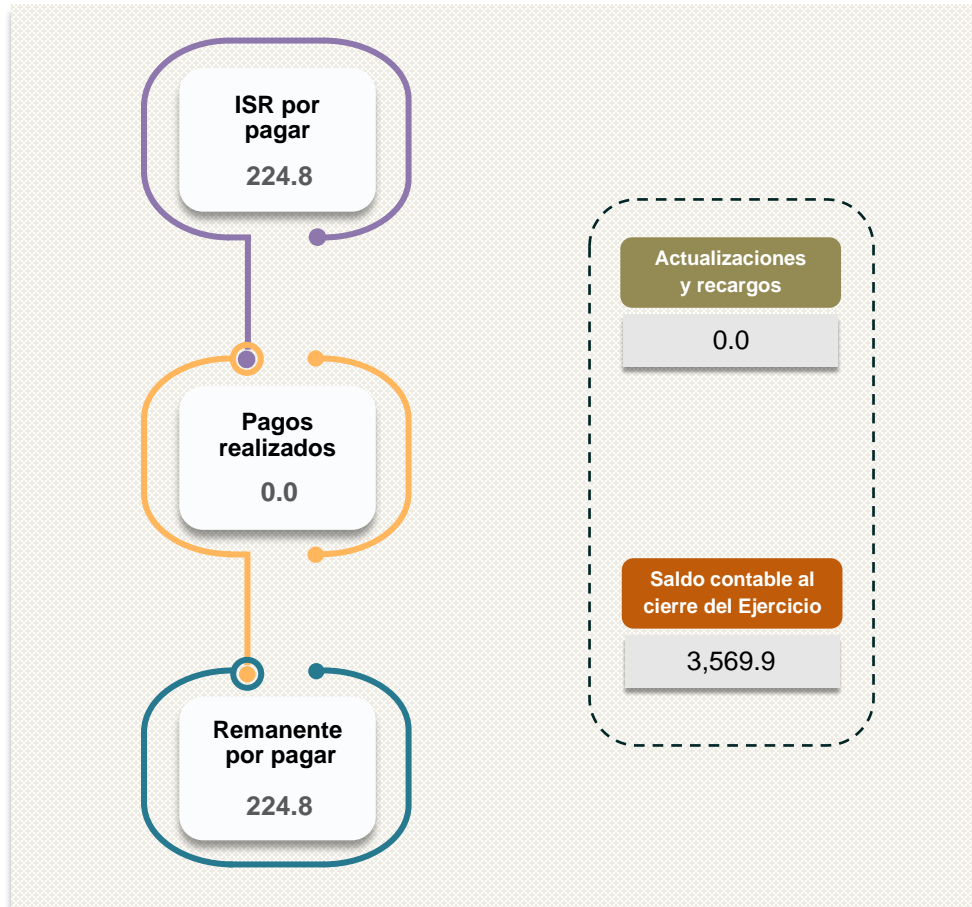 ISR por
pagar
224.8
Pagos
realizados
0.0
Remanente
por pagar
224.8
Actualizaciones
y recargos
0.0
Saldo contable al
cierre del Ejercicio
3,569.9